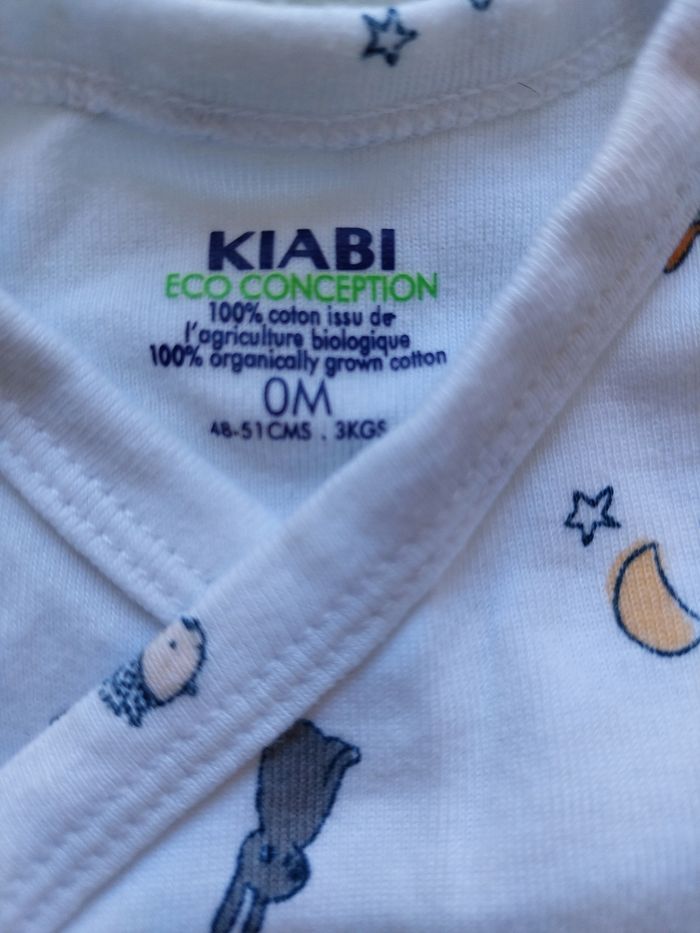 KIABI
ECO CONCEPTION
100% coton issu de
l'agriculture biologique
100% organically grown cotton
0M
48-51CMS . 3KGS